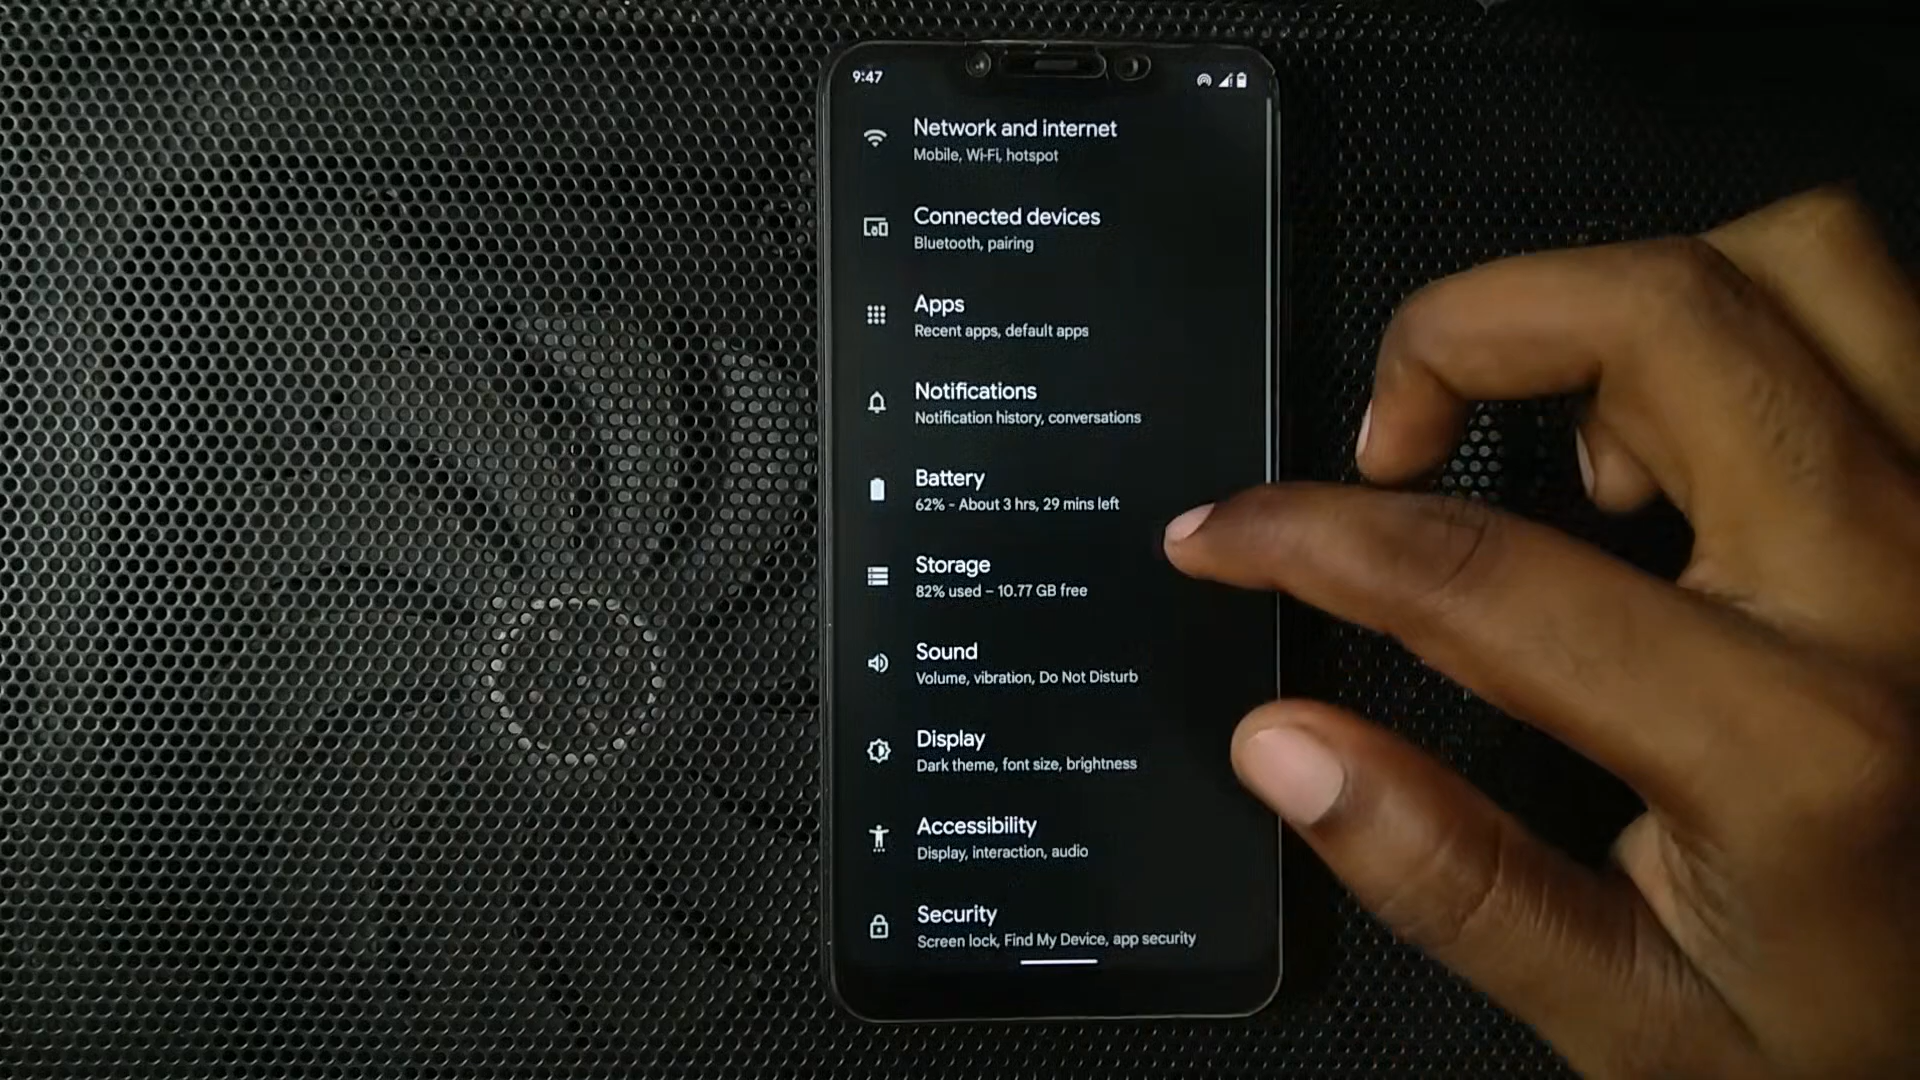 9:47
Network and internet
Mobile, Wi-Fi, hotspot
Connected devices
Bluetooth, pairing
Apps
Recent apps, default apps
Notifications
Notification history, conversations
Battery
62% - About 3 hrs, 29 mins left
Storage
82% used – 10.77 GB free
Sound
Volume, vibration, Do Not Disturb
Display
Dark theme, font size, brightness
Accessibility
Display, interaction, audio
Security
Screen lock, Find My Device, app security